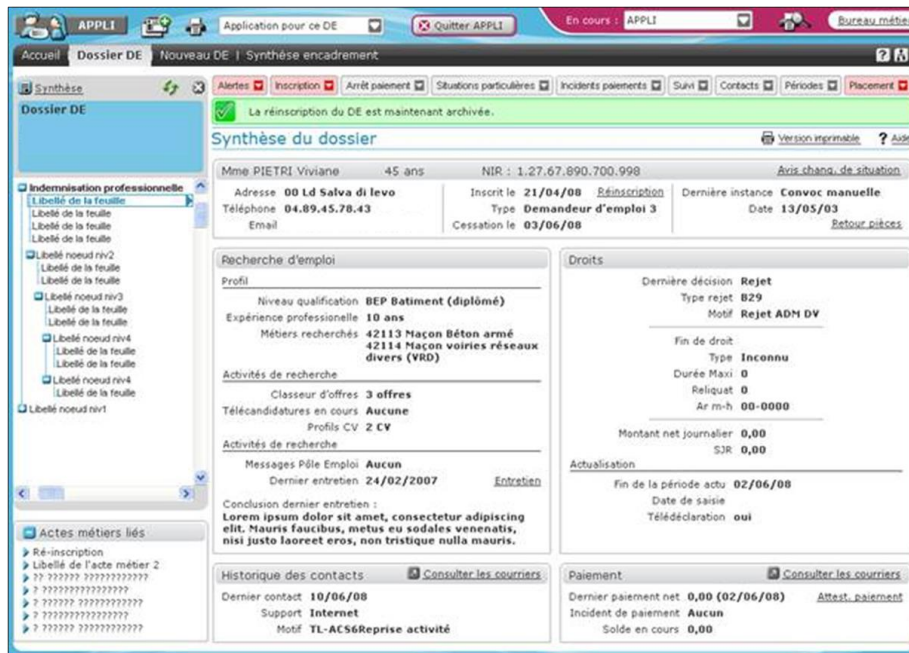 APPLI Application pour ce DE Quitter APPLI En cours : APPLI Bureau métier
Accueil Dossier DE Nouveau DE | Synthèse encadrement ?
Synthèse
Dossier DE
Indemnisation professionnelle
Libellé de la feuille
Libellé de la feuille
Libellé de la feuille
Libellé de la feuille
Libellé noeud niv2
Libellé de la feuille
Libellé de la feuille
Libellé noeud niv3
Libellé de la feuille
Libellé de la feuille
Libellé noeud niv4
Libellé de la feuille
Libellé de la feuille
Libellé noeud niv4
Libellé de la feuille
Libellé noeud niv1
Actes métiers liés
Ré-inscription
Libellé de l'acte métier 2
?? ?????? ????????????
? ????????????????
? ?????? ????????????
? ????????????????
? ?????? ????????????
Alertes Inscription Arrêt paiement Situations particulières Incidents paiements Suivi Contacts Périodes Placement
La réinscription du DE est maintenant archivée.
Synthèse du dossier Version imprimable ? Aide
Mme PIETRI Viviane 45 ans NIR : 1.27.67.890.700.998 Avis chang. de situation
Adresse 00 Ld Salva di levo
Téléphone 04.89.45.78.43
Email
Inscrit le 21/04/08 Réinscription
Type Demandeur d'emploi 3
Cessation le 03/06/08
Dernière instance Convoc manuelle
Date 13/05/03
Retour pièces
Recherche d'emploi
Profil
Niveau qualification BEP Batiment (diplômé)
Expérience professionelle 10 ans
Métiers recherchés 42113 Maçon Béton armé
42114 Maçon voiries réseaux
divers (VRD)
Activités de recherche
Classeur d'offres 3 offres
Télécandidatures en cours Aucune
Profils CV 2 CV
Activités de recherche
Messages Pôle Emploi Aucun
Dernier entretien 24/02/2007 Entretien
Conclusion dernier entretien :
Lorem ipsum dolor sit amet, consectetur adipiscing
elit. Mauris faucibus, metus eu sodales venenatis,
nisi justo laoreet eros, non tristique nulla mauris.
Droits
Dernière décision Rejet
Type rejet B29
Motif Rejet ADM DV
Fin de droit
Type Inconnu
Durée Maxi 0
Reliquat 0
Ar m-h 00-0000
Montant net journalier 0,00
SJR 0,00
Actualisation
Fin de la période actu 02/06/08
Date de saisie
Télédéclaration oui
Historique des contacts Consulter les courriers
Dernier contact 10/06/08
Support Internet
Motif TL-ACS6Reprise activité
Paiement Consulter les courriers
Dernier paiement net 0,00 (02/06/08) Attest. paiement
Incident de paiement Aucun
Solde en cours 0,00